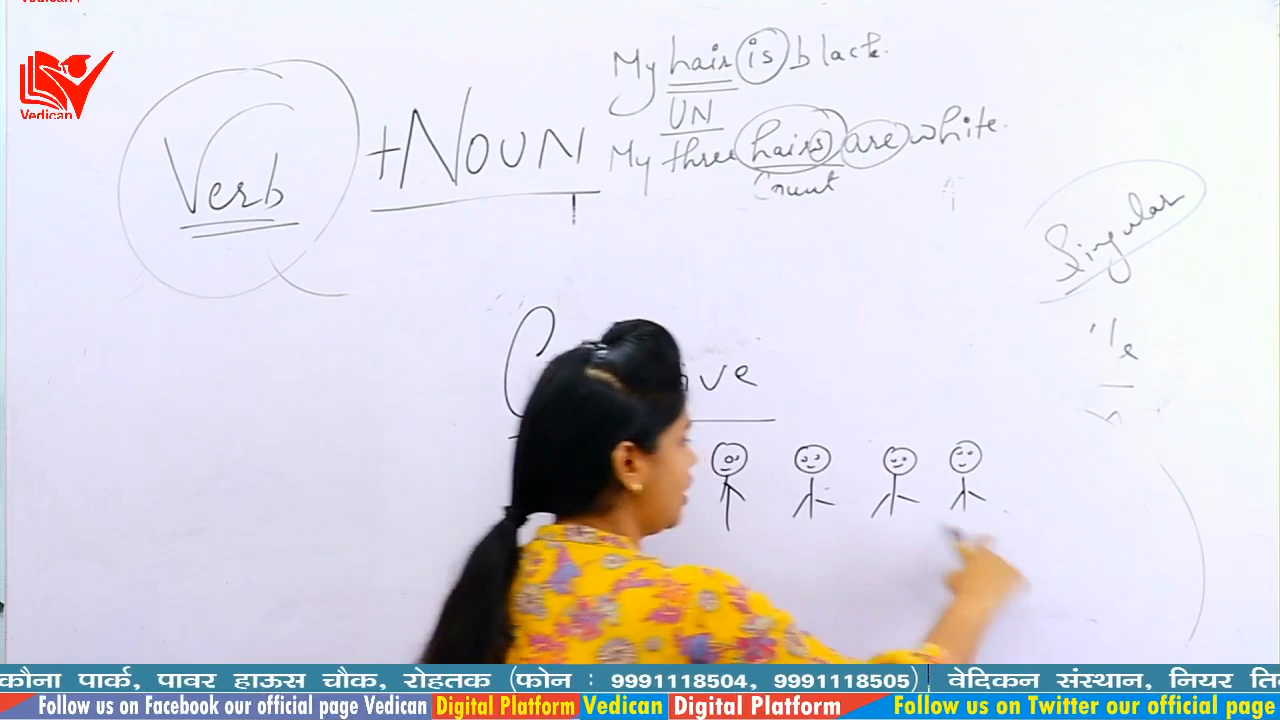 Vedican
My hair is black.
UN
Verb +NOUN
My three hairs are white.
Count
Singular
कौना पार्क, पावर हाऊस चौक, रोहतक (फोन : 9991118504, 9991118505) वेदिकन संस्थान, नियर
Follow us on Facebook our official page Vedican Digital Platform Vedican Digital Platform Follow us on Twitter our official page